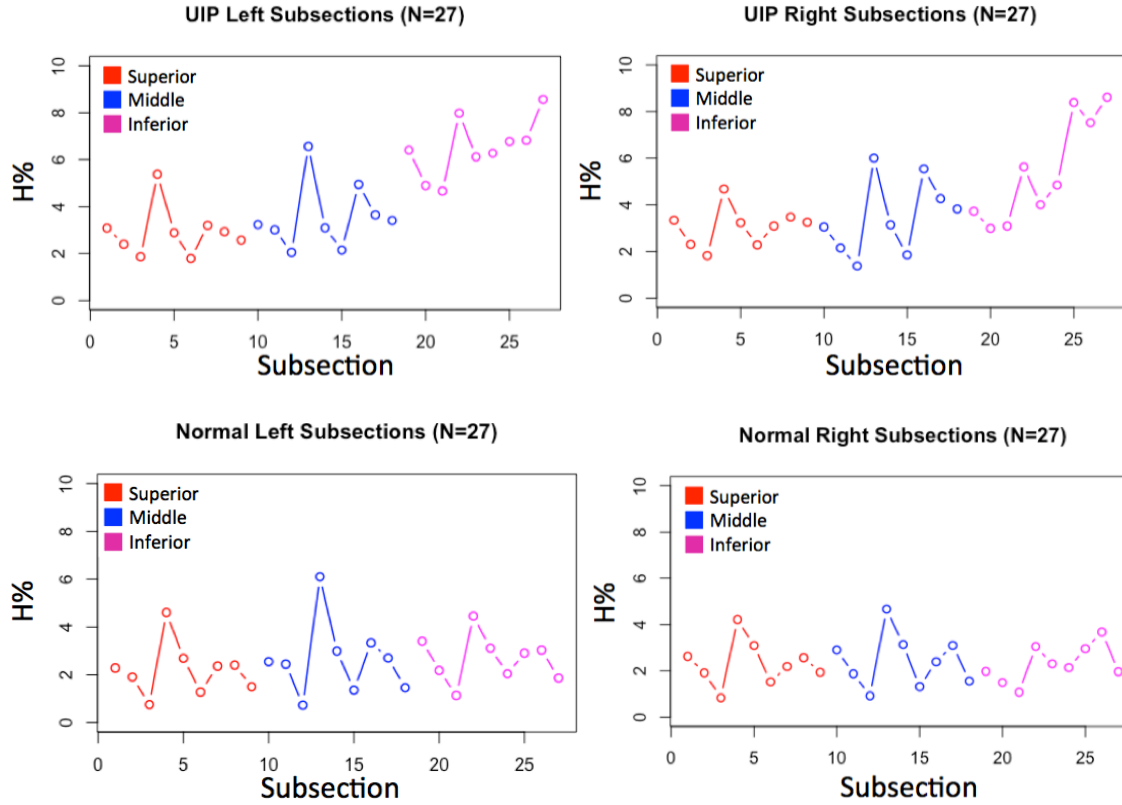 UIP Left Subsections (N=27)
10
8
6
4
2
0
H%
Superior
Middle
Inferior
0 5 10 15 20 25
Subsection
UIP Right Subsections (N=27)
10
8
6
4
2
0
H%
Superior
Middle
Inferior
0 5 10 15 20 25
Subsection
Normal Left Subsections (N=27)
10
8
6
4
2
0
H%
Superior
Middle
Inferior
0 5 10 15 20 25
Subsection
Normal Right Subsections (N=27)
10
8
6
4
2
0
H%
Superior
Middle
Inferior
0 5 10 15 20 25
Subsection